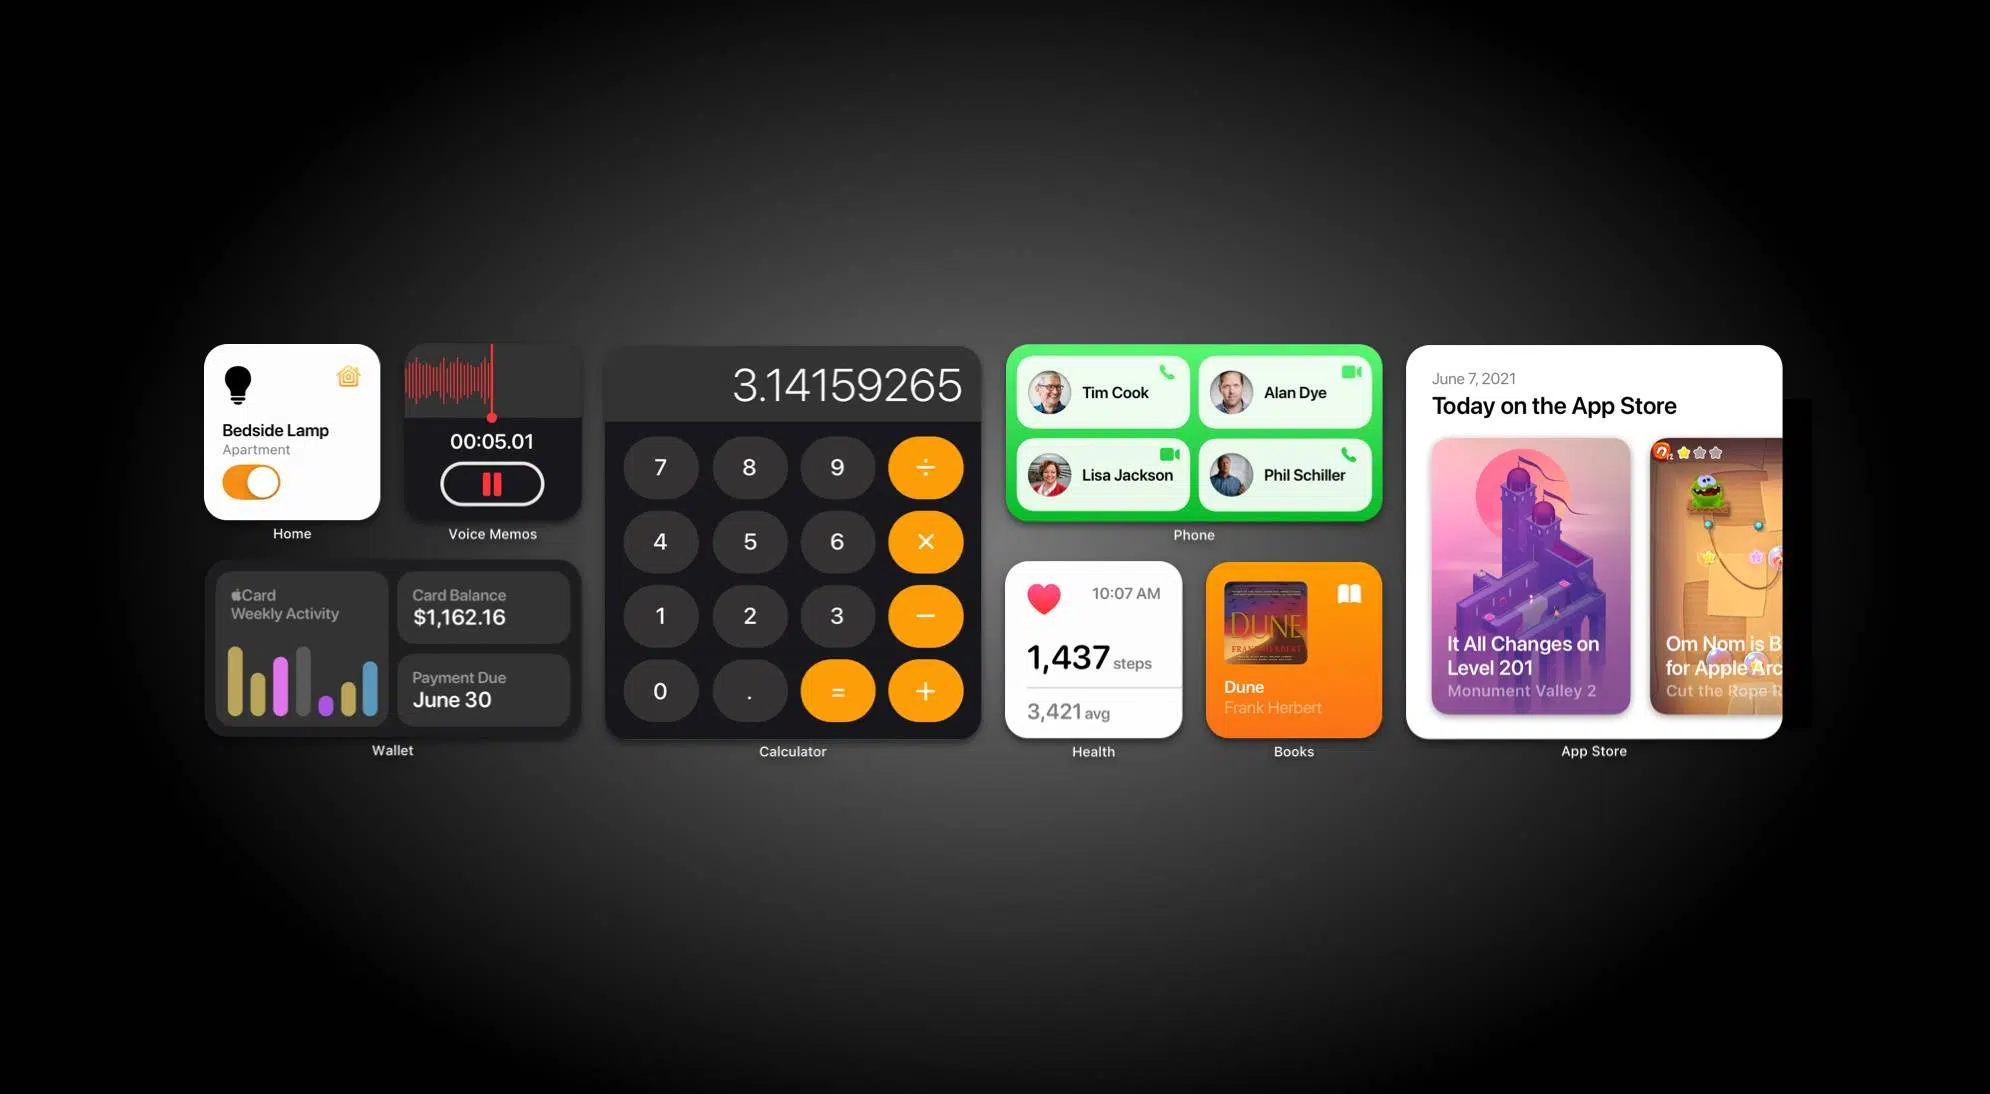 Bedside Lamp
Apartment
Home
00:05.01
Voice Memos
Card
Weekly Activity
Card Balance
$1,162.16
Payment Due
June 30
Wallet
3.14159265
7 8 9 ÷
4 5 6 ×
1 2 3 −
0 . = +
Calculator
Tim Cook
Alan Dye
Lisa Jackson
Phil Schiller
Phone
10:07 AM
1,437 steps
3,421 avg
Health
DUNE
FRANK HERBERT
Dune
Frank Herbert
Books
June 7, 2021
Today on the App Store
It All Changes on
Level 201
Monument Valley 2
Om Nom is B
for Apple Arc
Cut the Rope R
App Store